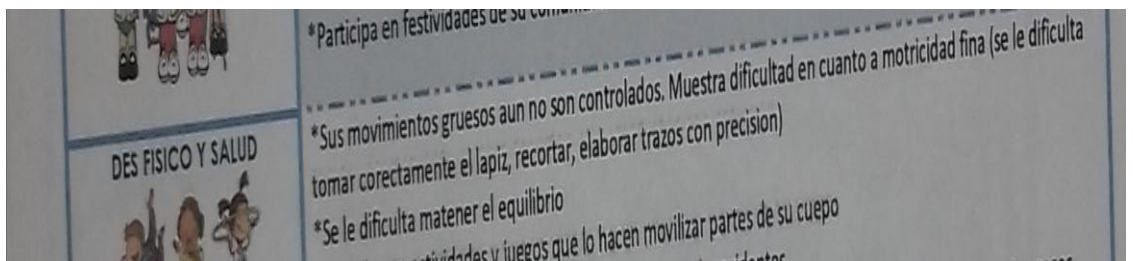 *Participa en festividades de su
*Sus movimientos gruesos aun no son controlados. Muestra dificultad en cuanto a motricidad fina (se le dificulta
tomar corectamente el lapiz, recortar, elaborar trazos con precision)
DES FISICO Y SALUD
*Se le dificulta matener el equilibrio
y juegos que lo hacen movilizar partes de su cuepo